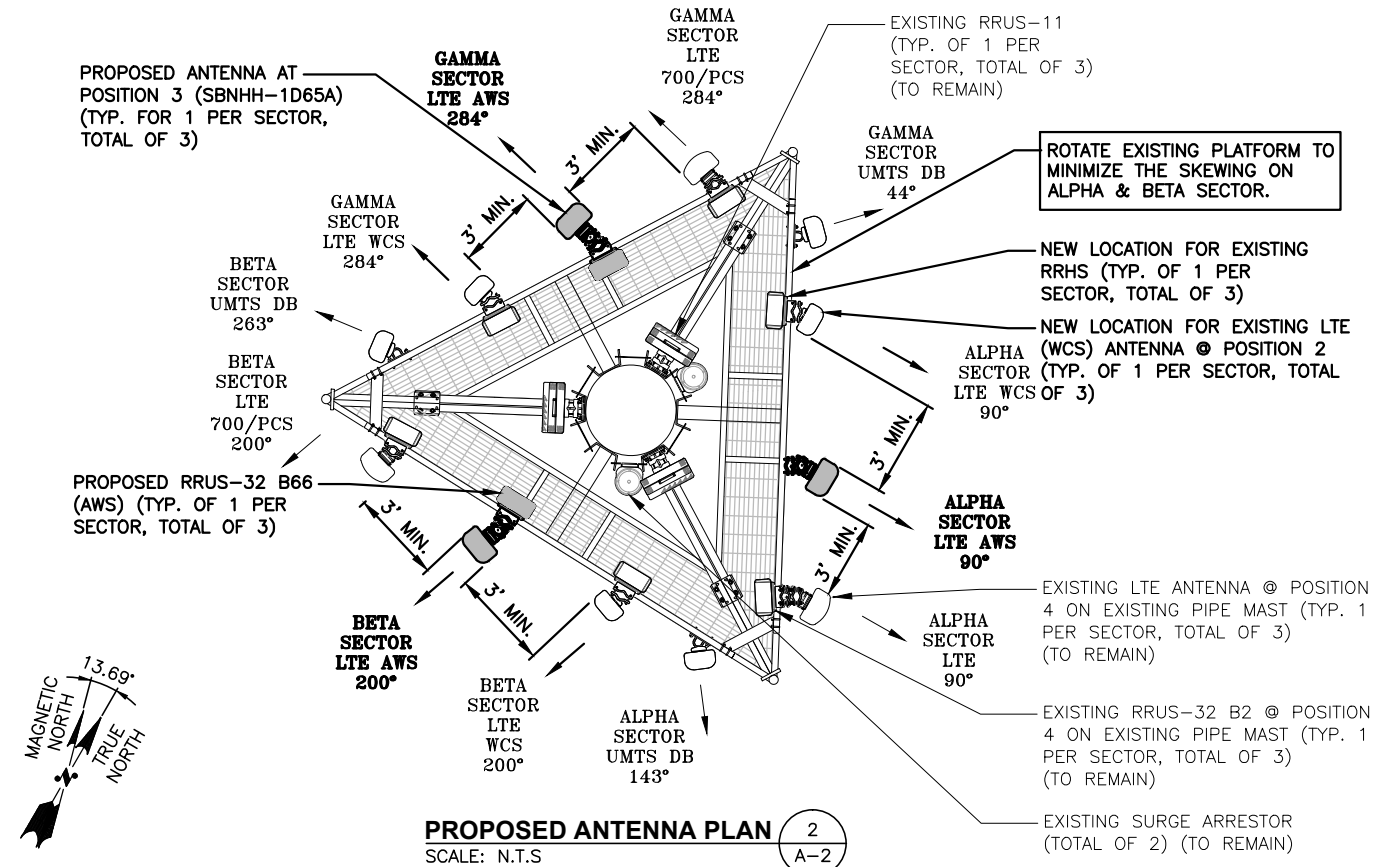 PROPOSED ANTENNA AT
POSITION 3 (SBNHH-1D65A)
(TYP. FOR 1 PER SECTOR,
TOTAL OF 3)
GAMMA
SECTOR
LTE AWS
284°
GAMMA
SECTOR
LTE
700/PCS
284°
EXISTING RRUS-11
(TYP. OF 1 PER
SECTOR, TOTAL OF 3)
(TO REMAIN)
3' MIN.
GAMMA
SECTOR
UMTS DB
44°
ROTATE EXISTING PLATFORM TO
MINIMIZE THE SKEWING ON
ALPHA & BETA SECTOR.
GAMMA
SECTOR
LTE WCS
284°
3' MIN.
BETA
SECTOR
UMTS DB
263°
NEW LOCATION FOR EXISTING
RRHS (TYP. OF 1 PER
SECTOR, TOTAL OF 3)
NEW LOCATION FOR EXISTING LTE
(WCS) ANTENNA @ POSITION 2
(TYP. OF 1 PER SECTOR, TOTAL
OF 3)
ALPHA
SECTOR
LTE WCS
90°
BETA
SECTOR
LTE
700/PCS
200°
3' MIN.
PROPOSED RRUS-32 B66
(AWS) (TYP. OF 1 PER
SECTOR, TOTAL OF 3)
3' MIN.
ALPHA
SECTOR
LTE AWS
90°
3' MIN.
3' MIN.
BETA
SECTOR
LTE AWS
200°
EXISTING LTE ANTENNA @ POSITION
4 ON EXISTING PIPE MAST (TYP. 1
PER SECTOR, TOTAL OF 3)
(TO REMAIN)
ALPHA
SECTOR
LTE
90°
BETA
SECTOR
LTE
WCS
200°
ALPHA
SECTOR
UMTS DB
143°
EXISTING RRUS-32 B2 @ POSITION
4 ON EXISTING PIPE MAST (TYP. 1
PER SECTOR, TOTAL OF 3)
(TO REMAIN)
13.69°
MAGNETIC
NORTH
TRUE
NORTH
N
EXISTING SURGE ARRESTOR
(TOTAL OF 2) (TO REMAIN)
PROPOSED ANTENNA PLAN
SCALE: N.T.S
2
A-2